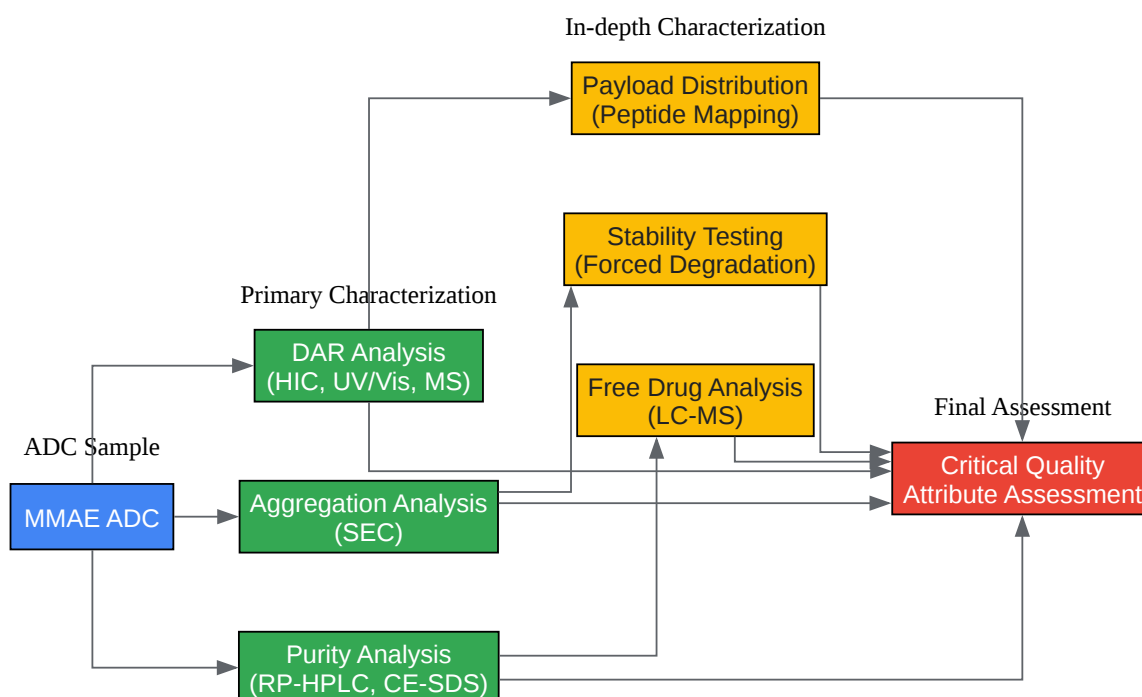 In-depth Characterization
Payload Distribution
(Peptide Mapping)
Stability Testing
(Forced Degradation)
Primary Characterization
DAR Analysis
(HIC, UV/Vis, MS)
Free Drug Analysis
(LC-MS)
Final Assessment
ADC Sample
Critical Quality
Attribute Assessment
MMAE ADC
Aggregation Analysis
(SEC)
Purity Analysis
(RP-HPLC, CE-SDS)